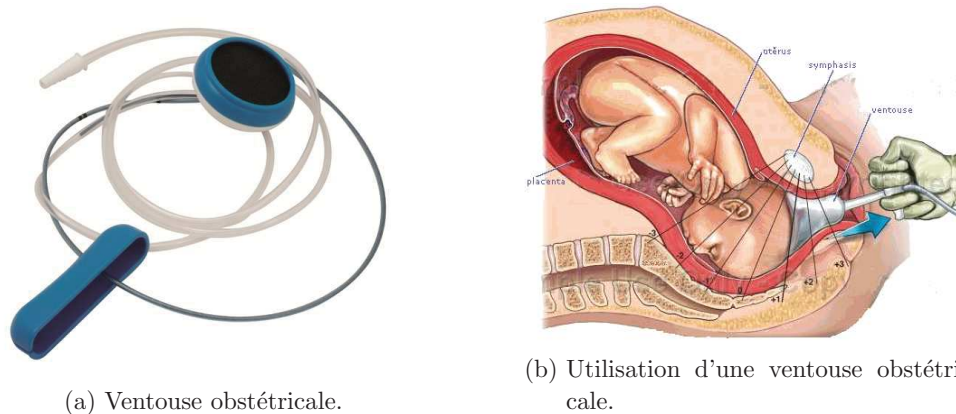 utérus
symphasis
ventouse
placenta
-3
-2
-1
0
+1
+2
+3
(a) Ventouse obstétricale.
(b) Utilisation d'une ventouse obstétri
cale.